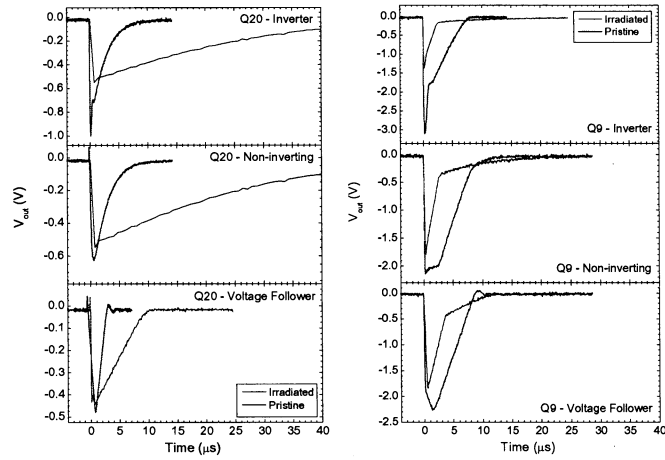 Q20 - Inverter
0.0
-0.2
-0.4
-0.6
-0.8
-1.0
Q20 - Non-inverting
0.0
-0.2
-0.4
-0.6
V_out (V)
Q20 - Voltage Follower
0.0
-0.1
-0.2
-0.3
-0.4
-0.5
Irradiated
Pristine
0 5 10 15 20 25 30 35 40
Time (μs)
Irradiated
Pristine
0.0
-0.5
-1.0
-1.5
-2.0
-2.5
-3.0
Q9 - Inverter
0.0
-0.5
-1.0
-1.5
-2.0
V_out (V)
Q9 - Non-inverting
0.0
-0.5
-1.0
-1.5
-2.0
-2.5
Q9 - Voltage Follower
0 5 10 15 20 25 30 35 40
Time (μs)